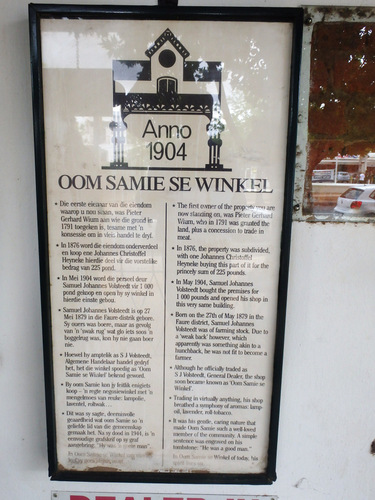 Anno
1904
OOM SAMIE SE WINKEL
• Die eerste eienaar van die eiendom
waarop u nou staan, was Pieter
Gerhard Wium aan wie die grond in
1791 toegeken is, tesame met 'n
konsessie om in vleis handel te dryf.
• In 1876 word die eiendom onderverdeel
en koop ene Johannes Christoffel
Heyneke hierdie deel vir die vorstelike
bedrag van 225 pond.
• In Mei 1904 word die perseel deur
Samuel Johannes Volsteedt vir 1 000
pond gekoop en open hy sy winkel in
hierdie einste gebou.
• Samuel Johannes Volsteedt is op 27
Mei 1879 in die Faure distrik gebore.
Sy ouers was boere, maar as gevolg
van 'n 'swak rug' wat glo iets soos 'n
boggelrug was, kon hy nie gaan boer
nie.
• Hoewel hy amptelik as S J Volsteedt,
Algemene Handelaar handel gedryf
het, het die winkel spoedig as 'Oom
Samie se Winkel' bekend geword.
• By oom Samie kon jy feitlik enigiets
koop – 'n regte negosiewinkel met 'n
mengelmoes van reuke: lampolie,
laventel, roltwak...
• Dit was sy sagte, deernisvolle
geaardheid wat oom Samie so 'n
geliefde lid van die gemeenskap
gemaak het. Na sy dood in 1944, is 'n
eenvoudige grafskrif op sy graf
aangebring. "Hy was 'n goeie man".
• The first owner of the property you are
now standing on, was Pieter Gerhard
Wium, who in 1791 was granted the
land, plus a concession to trade in
meat.
• In 1876, the property was subdivided,
with one Johannes Christoffel
Heyneke buying this part of it for the
princely sum of 225 pounds.
• In May 1904, Samuel Johannes
Volsteedt bought the premises for
1 000 pounds and opened his shop in
this very same building.
• Born on the 27th of May 1879 in the
Faure district, Samuel Johannes
Volsteedt was of farming stock. Due to
a 'weak back' however, which
apparently was something akin to a
hunchback, he was not fit to become a
farmer.
• Although he officially traded as
S J Volsteedt, General Dealer, the shop
soon became known as 'Oom Samie se
Winkel'.
• Trading in virtually anything, his shop
breathed a symphony of aromas: lamp-
oil, lavender, roll-tobacco.
• It was his gentle, caring nature that
made Oom Samie such a well-loved
member of the community. A simple
sentence was engraved on his
tombstone: "He was a good man."